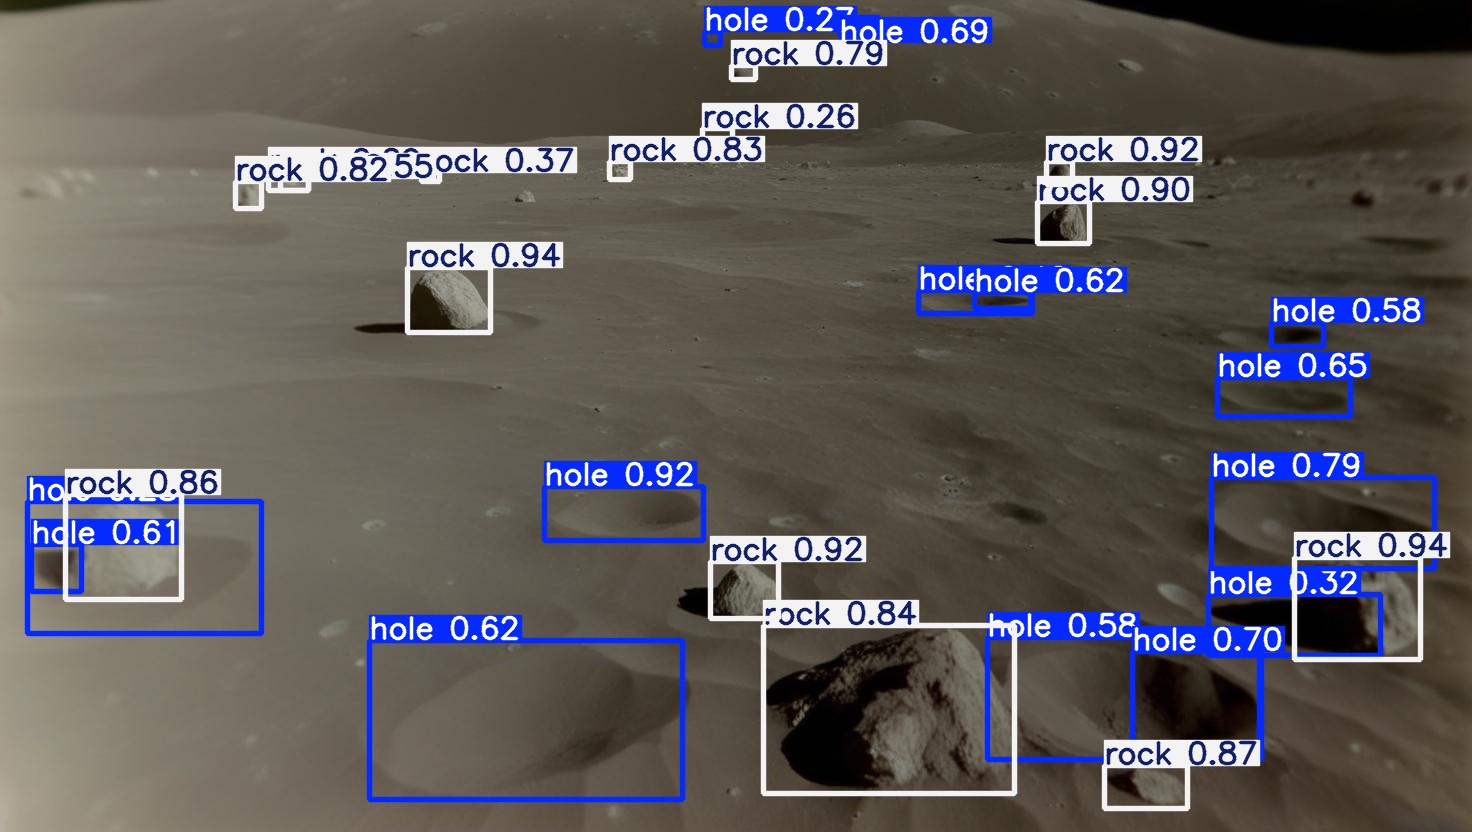 hole 0.27
hole 0.69
rock 0.79
rock 0.26
rock 0.83
rock 0.92
rock 0.82
55
ock 0.37
rock 0.90
rock 0.94
hole
hole 0.62
hole 0.58
hole 0.65
hole 0.79
hole 0.92
rock 0.86
hole 0.61
rock 0.92
rock 0.94
hole 0.32
rock 0.84
hole 0.62
hole 0.58
hole 0.70
rock 0.87